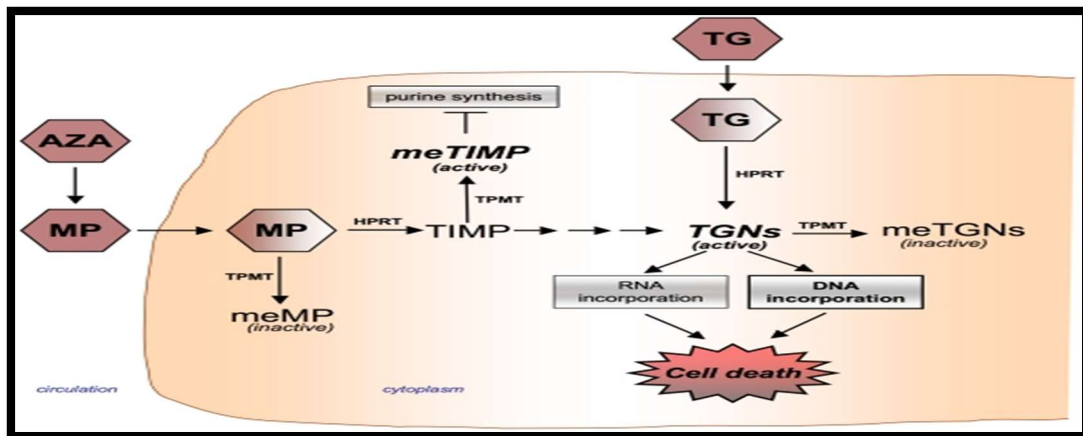 TG
purine synthesis
TG
AZA
meTIMP
(active)
HPRT
TPMT
MP
MP
HPRT
TIMP
TGNs
(active)
TPMT
meTGNs
(inactive)
TPMT
meMP
(inactive)
RNA
incorporation
DNA
incorporation
Cell death
circulation
cytoplasm